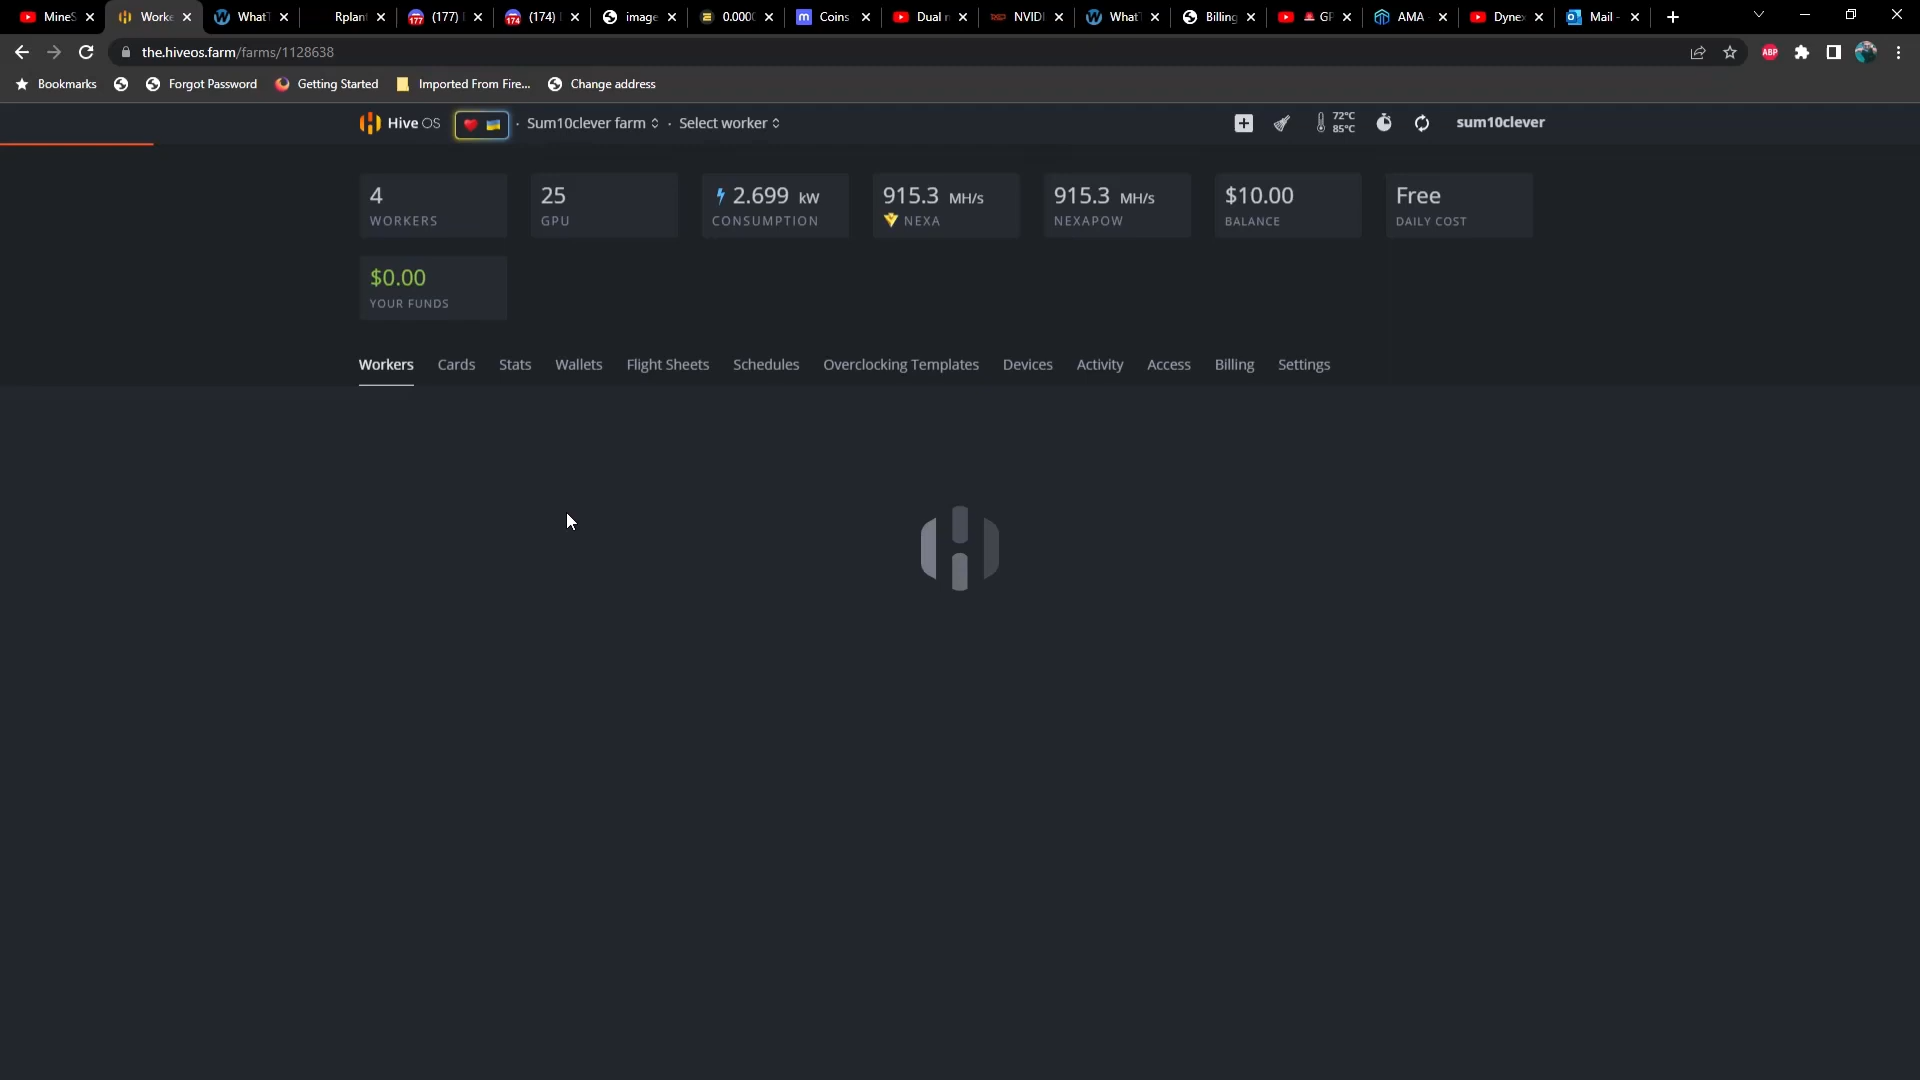 MineS
Worke
WhatT
Rplan
(177)
(174)
image
0.000
Coins
Dual n
NVIDI
WhatT
Billing
GP
AMA
Dyne
Mail -
the.hiveos.farm/farms/1128638
ABP
Bookmarks
Forgot Password
Getting Started
Imported From Fire...
Change address
Hive OS
Sum10clever farm
Select worker
72°C
85°C
sum10clever
4
WORKERS
25
GPU
2.699 kW
CONSUMPTION
915.3 MH/s
NEXA
915.3 MH/s
NEXAPOW
$10.00
BALANCE
Free
DAILY COST
$0.00
YOUR FUNDS
Workers Cards Stats Wallets Flight Sheets Schedules Overclocking Templates Devices Activity Access Billing Settings